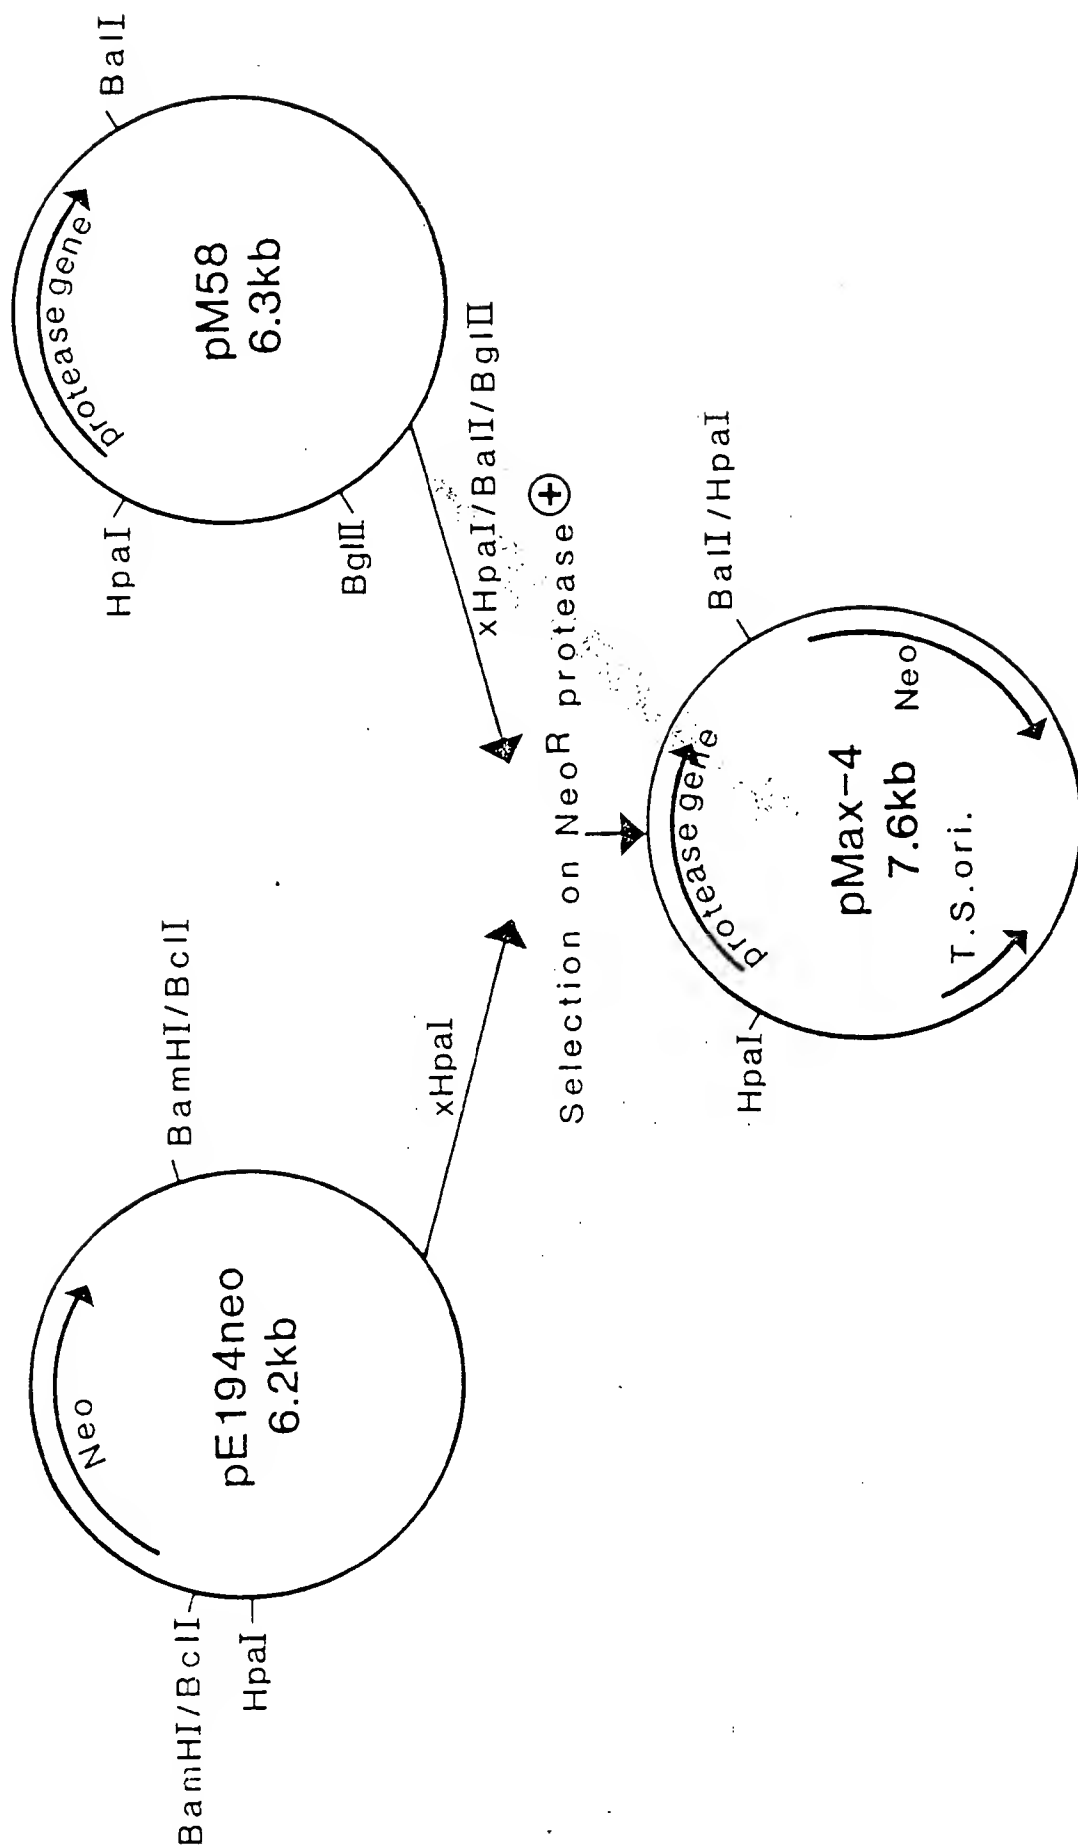 Neo
BamHI/BclI
BamHI/BclI
HpaI
pE194neo
6.2kb
xHpaI
protease gene
HpaI
BalI
BglII
pM58
6.3kb
xHpaI/BalI/BglII
Selection on NeoR protease +
protease gene
HpaI
BalI/HpaI
pMax-4
7.6kb
Neo
T.S.ori.